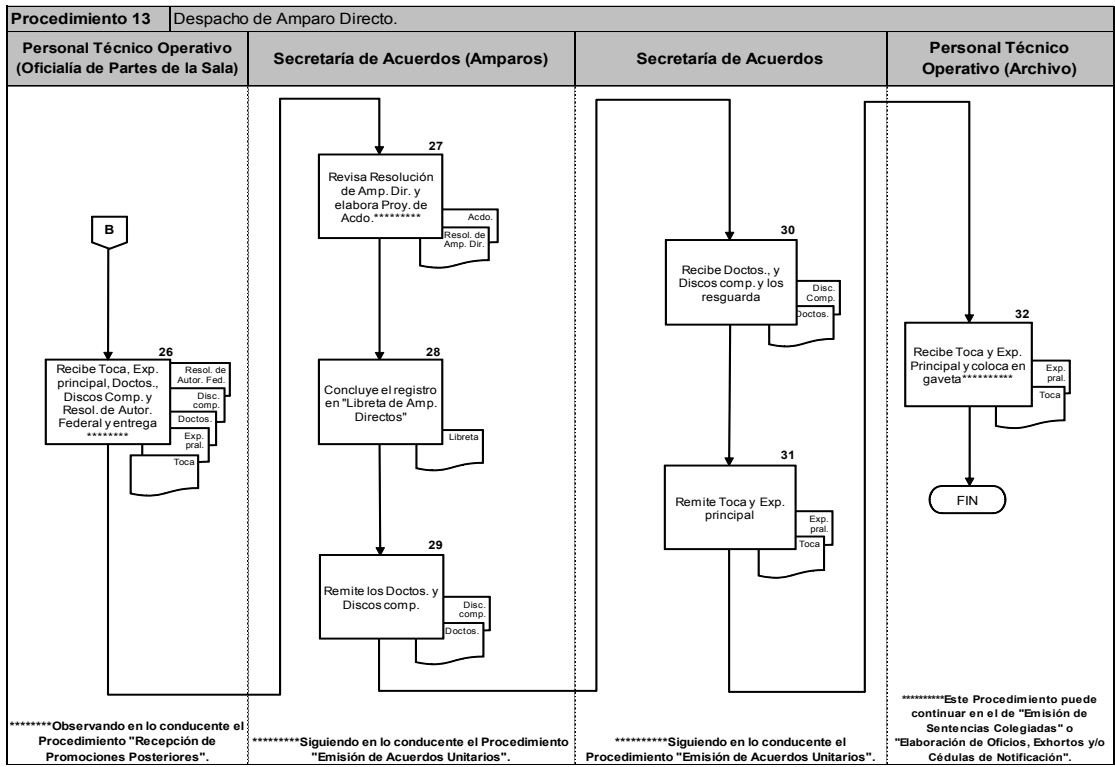 Procedimiento 13
Despacho de Amparo Directo.
Personal Técnico Operativo
(Oficialía de Partes de la Sala)
Secretaría de Acuerdos (Amparos)
Secretaría de Acuerdos
Personal Técnico
Operativo (Archivo)
B
26
Recibe Toca, Exp.
principal, Doctos.,
Discos Comp. y
Resol. de Autor.
Federal y entrega
********
Resol. de
Autor. Fed.
Disc.
comp.
Doctos.
Exp.
pral.
Toca
********Observando en lo conducente el
Procedimiento "Recepción de
Promociones Posteriores".
27
Revisa Resolución
de Amp. Dir. y
elabora Proy. de
Acdo.*********
Acdo.
Resol. de
Amp. Dir.
28
Concluye el registro
en "Libreta de Amp.
Directos"
Libreta
29
Remite los Doctos. y
Discos comp.
Disc.
comp.
Doctos.
*********Siguiendo en lo conducente el Procedimiento
"Emisión de Acuerdos Unitarios".
30
Recibe Doctos., y
Discos comp. y los
resguarda
Disc.
Comp.
Doctos.
31
Remite Toca y Exp.
principal
Exp.
pral.
Toca
**********Siguiendo en lo conducente el
Procedimiento "Emisión de Acuerdos Unitarios".
32
Recibe Toca y Exp.
Principal y coloca en
gaveta**********
Exp.
pral.
Toca
FIN
**********Este Procedimiento puede
continuar en el de "Emisión de
Sentencias Colegiadas" o
"Elaboración de Oficios, Exhortos y/o
Cédulas de Notificación".